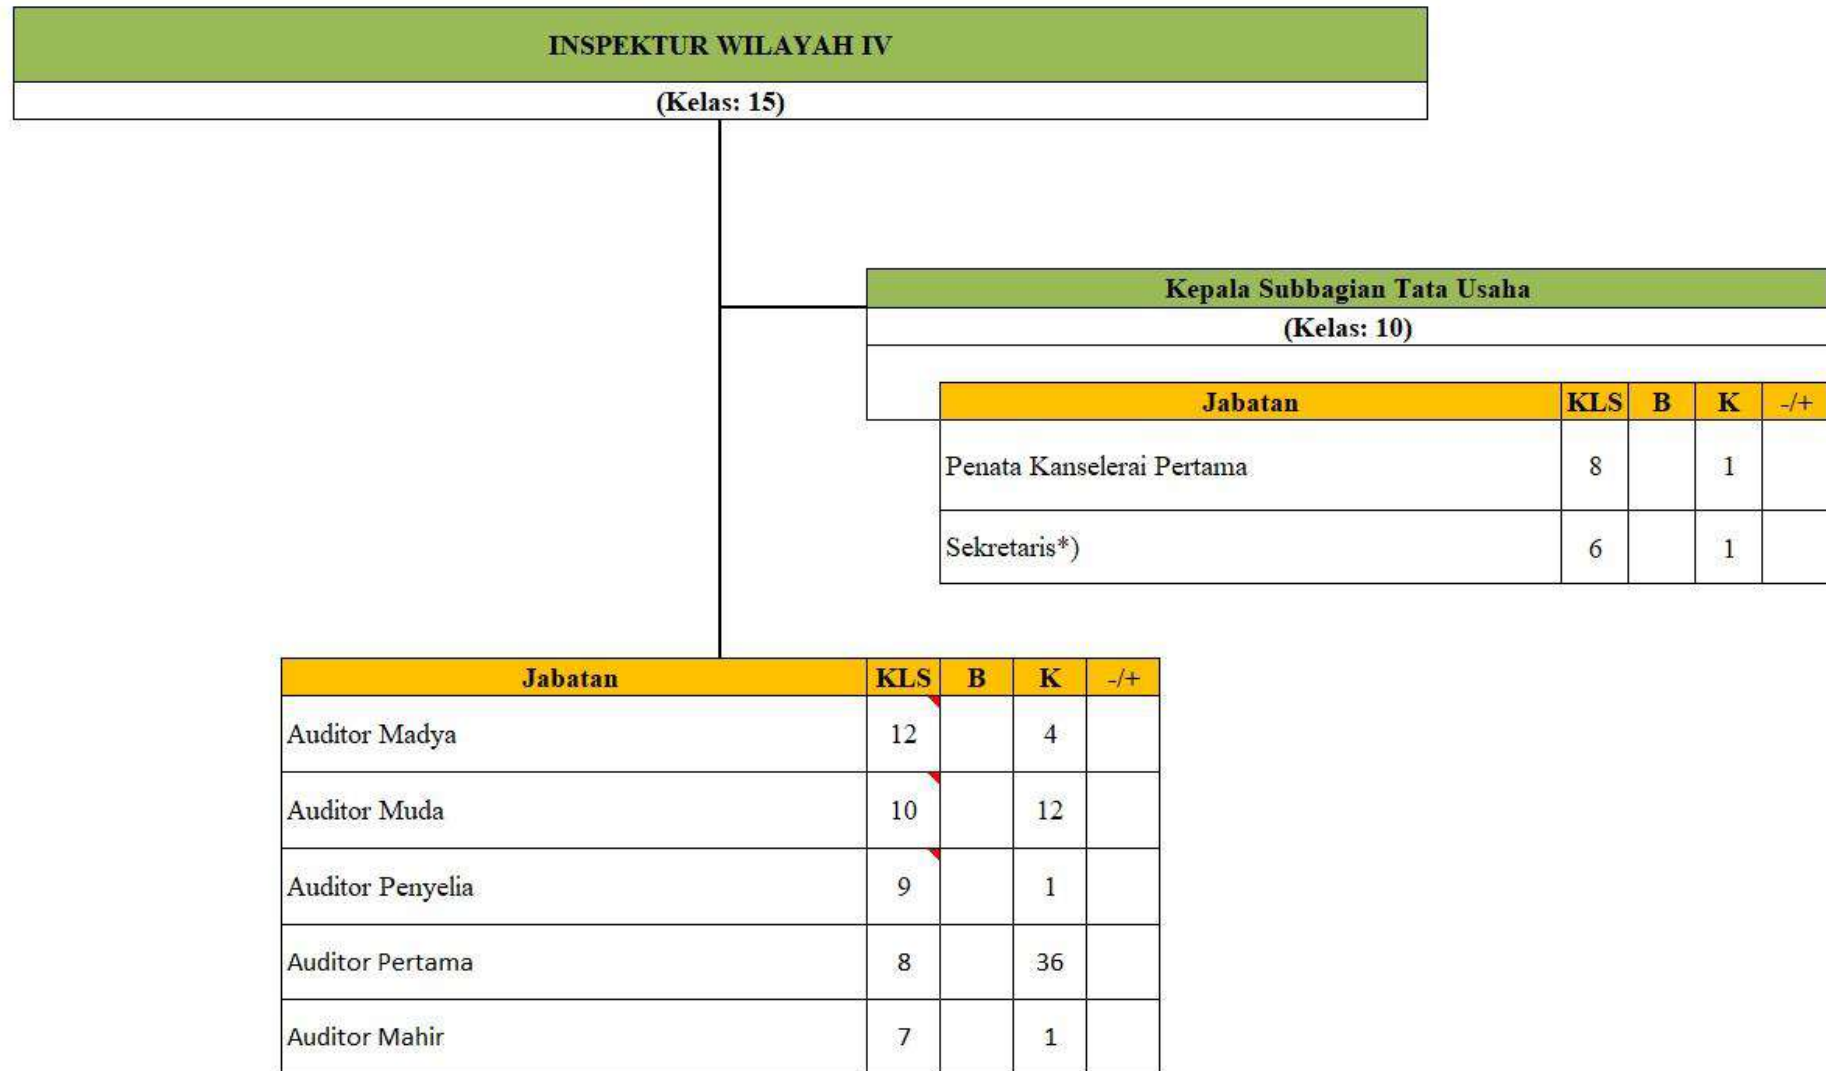 INSPEKTUR WILAYAH IV
(Kelas: 15)
Kepala Subbagian Tata Usaha
(Kelas: 10)
Jabatan KLS B K -/+
Penata Kanselerai Pertama 8 1
Sekretaris*) 6 1
Jabatan KLS B K -/+
Auditor Madya 12 4
Auditor Muda 10 12
Auditor Penyelia 9 1
Auditor Pertama 8 36
Auditor Mahir 7 1